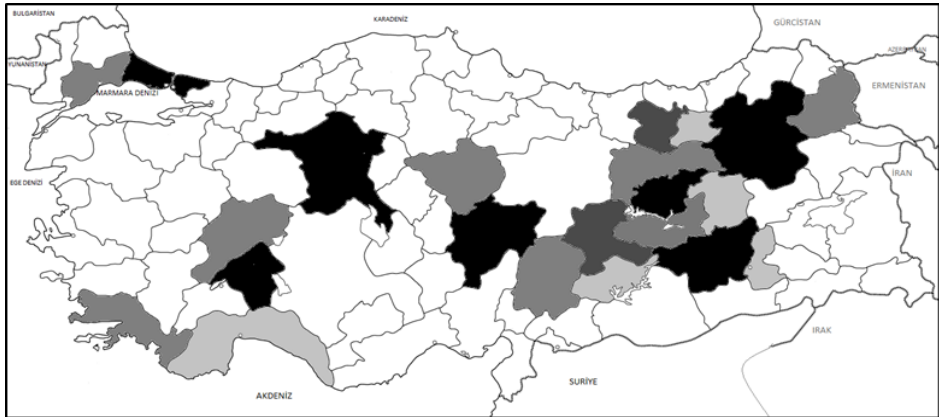 BULGARİSTAN
KARADENİZ
GÜRCİSTAN
YUNANİSTAN
AZERBAYCAN
MARMARA DENİZİ
ERMENİSTAN
EGE DENİZİ
İRAN
IRAK
SURİYE
AKDENİZ